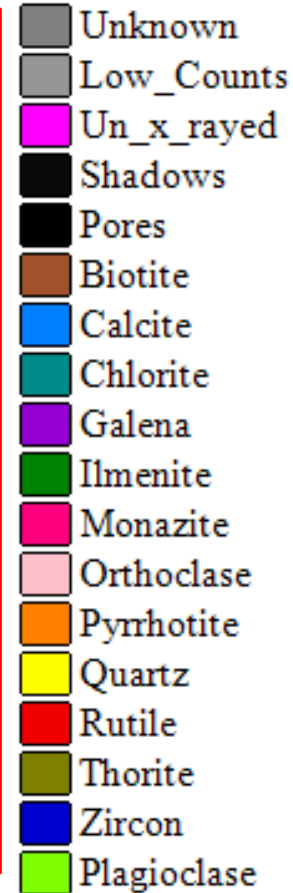 Unknown
Low_Counts
Un_x_rayed
Shadows
Pores
Biotite
Calcite
Chlorite
Galena
Ilmenite
Monazite
Orthoclase
Pyrrhotite
Quartz
Rutile
Thorite
Zircon
Plagioclase